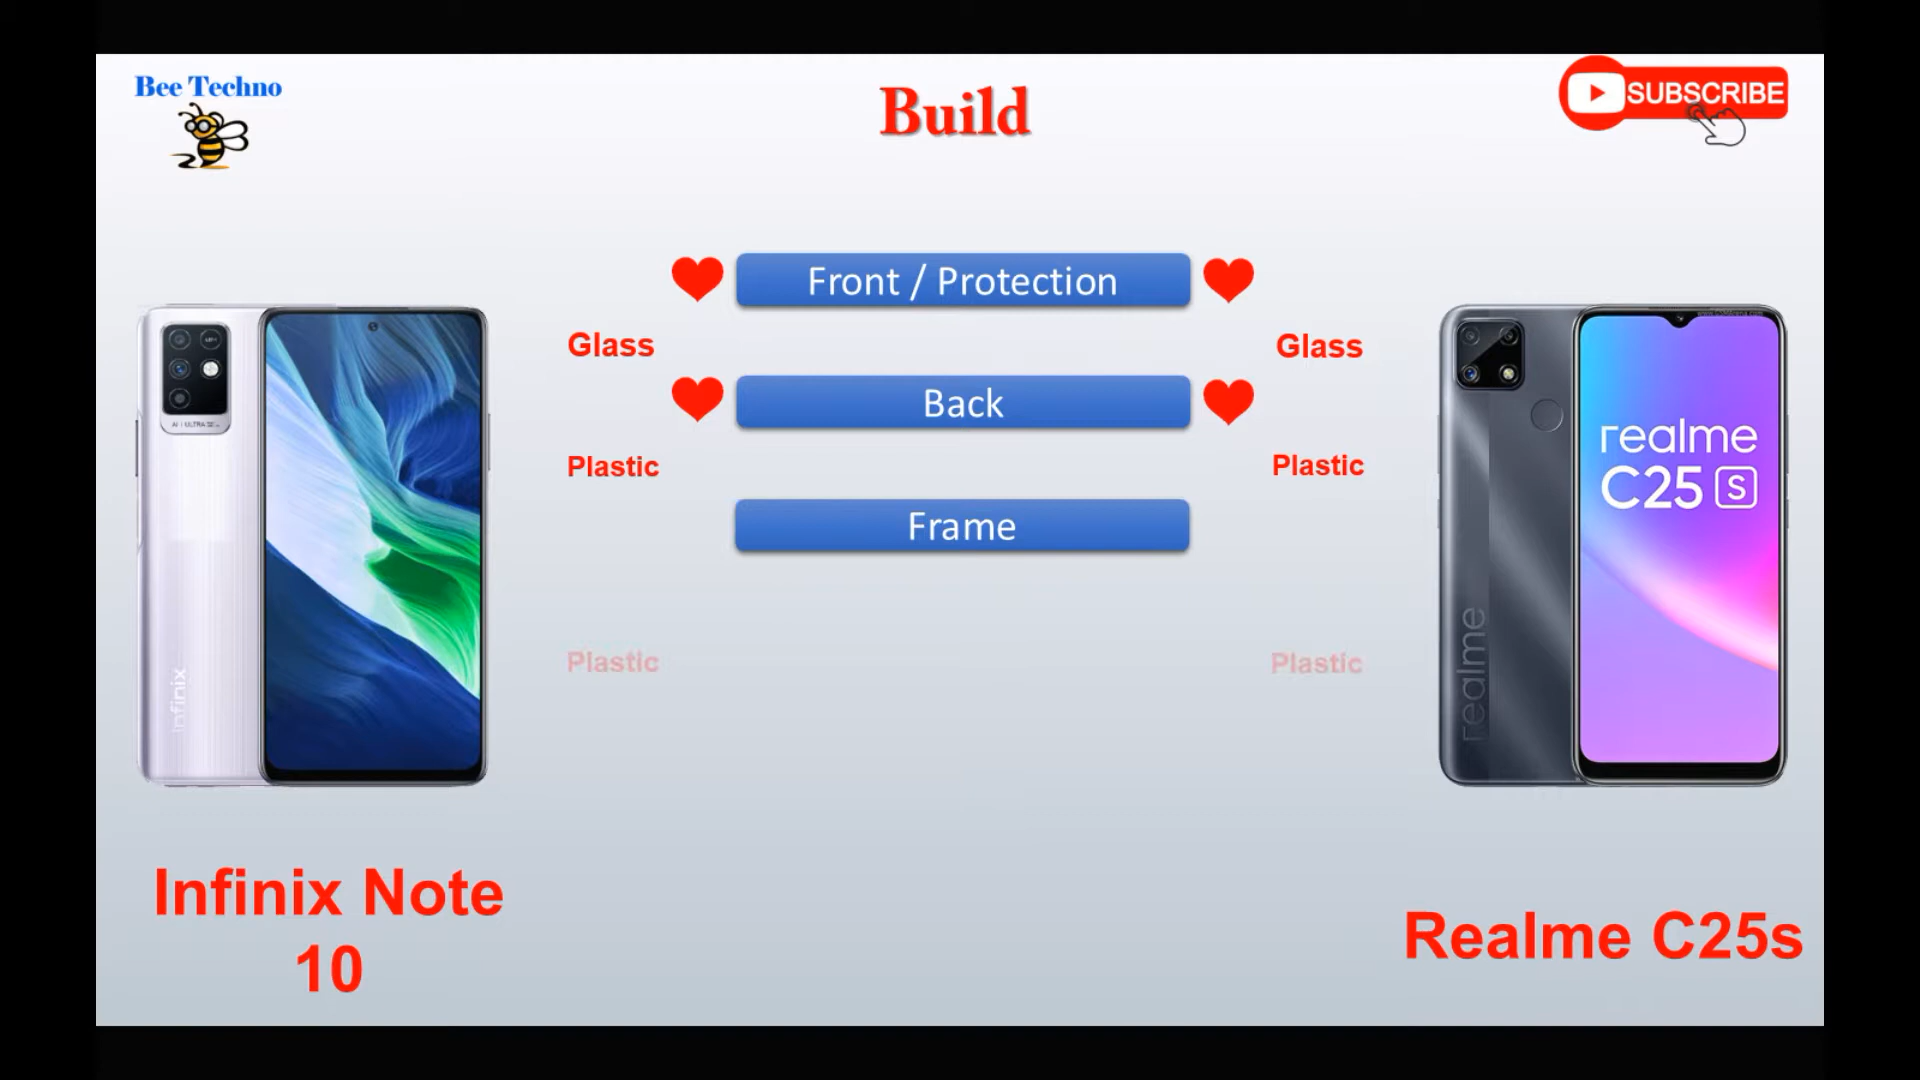 Bee Techno
Build
SUBSCRIBE
Front / Protection
Glass
Glass
Back
Plastic
Plastic
Frame
Plastic
Plastic
Infinix
realme
realme
C25 S
Infinix Note
10
Realme C25s